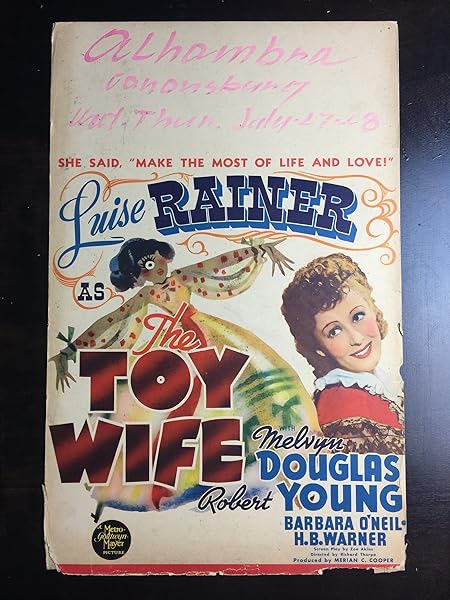 Alhambra
Canonsburg
Wed. Thur. July-27-28
SHE SAID, "MAKE THE MOST OF LIFE AND LOVE!"
Luise RAINER
AS
The
TOY
WIFE
WITH
Melvyn
DOUGLAS
Robert YOUNG
BARBARA O'NEIL·
H.B. WARNER
Screen Play by Zoe Akins
Directed by Richard Thorpe
Produced by MERIAN C. COOPER
A
Metro-
Goldwyn-
Mayer
PICTURE